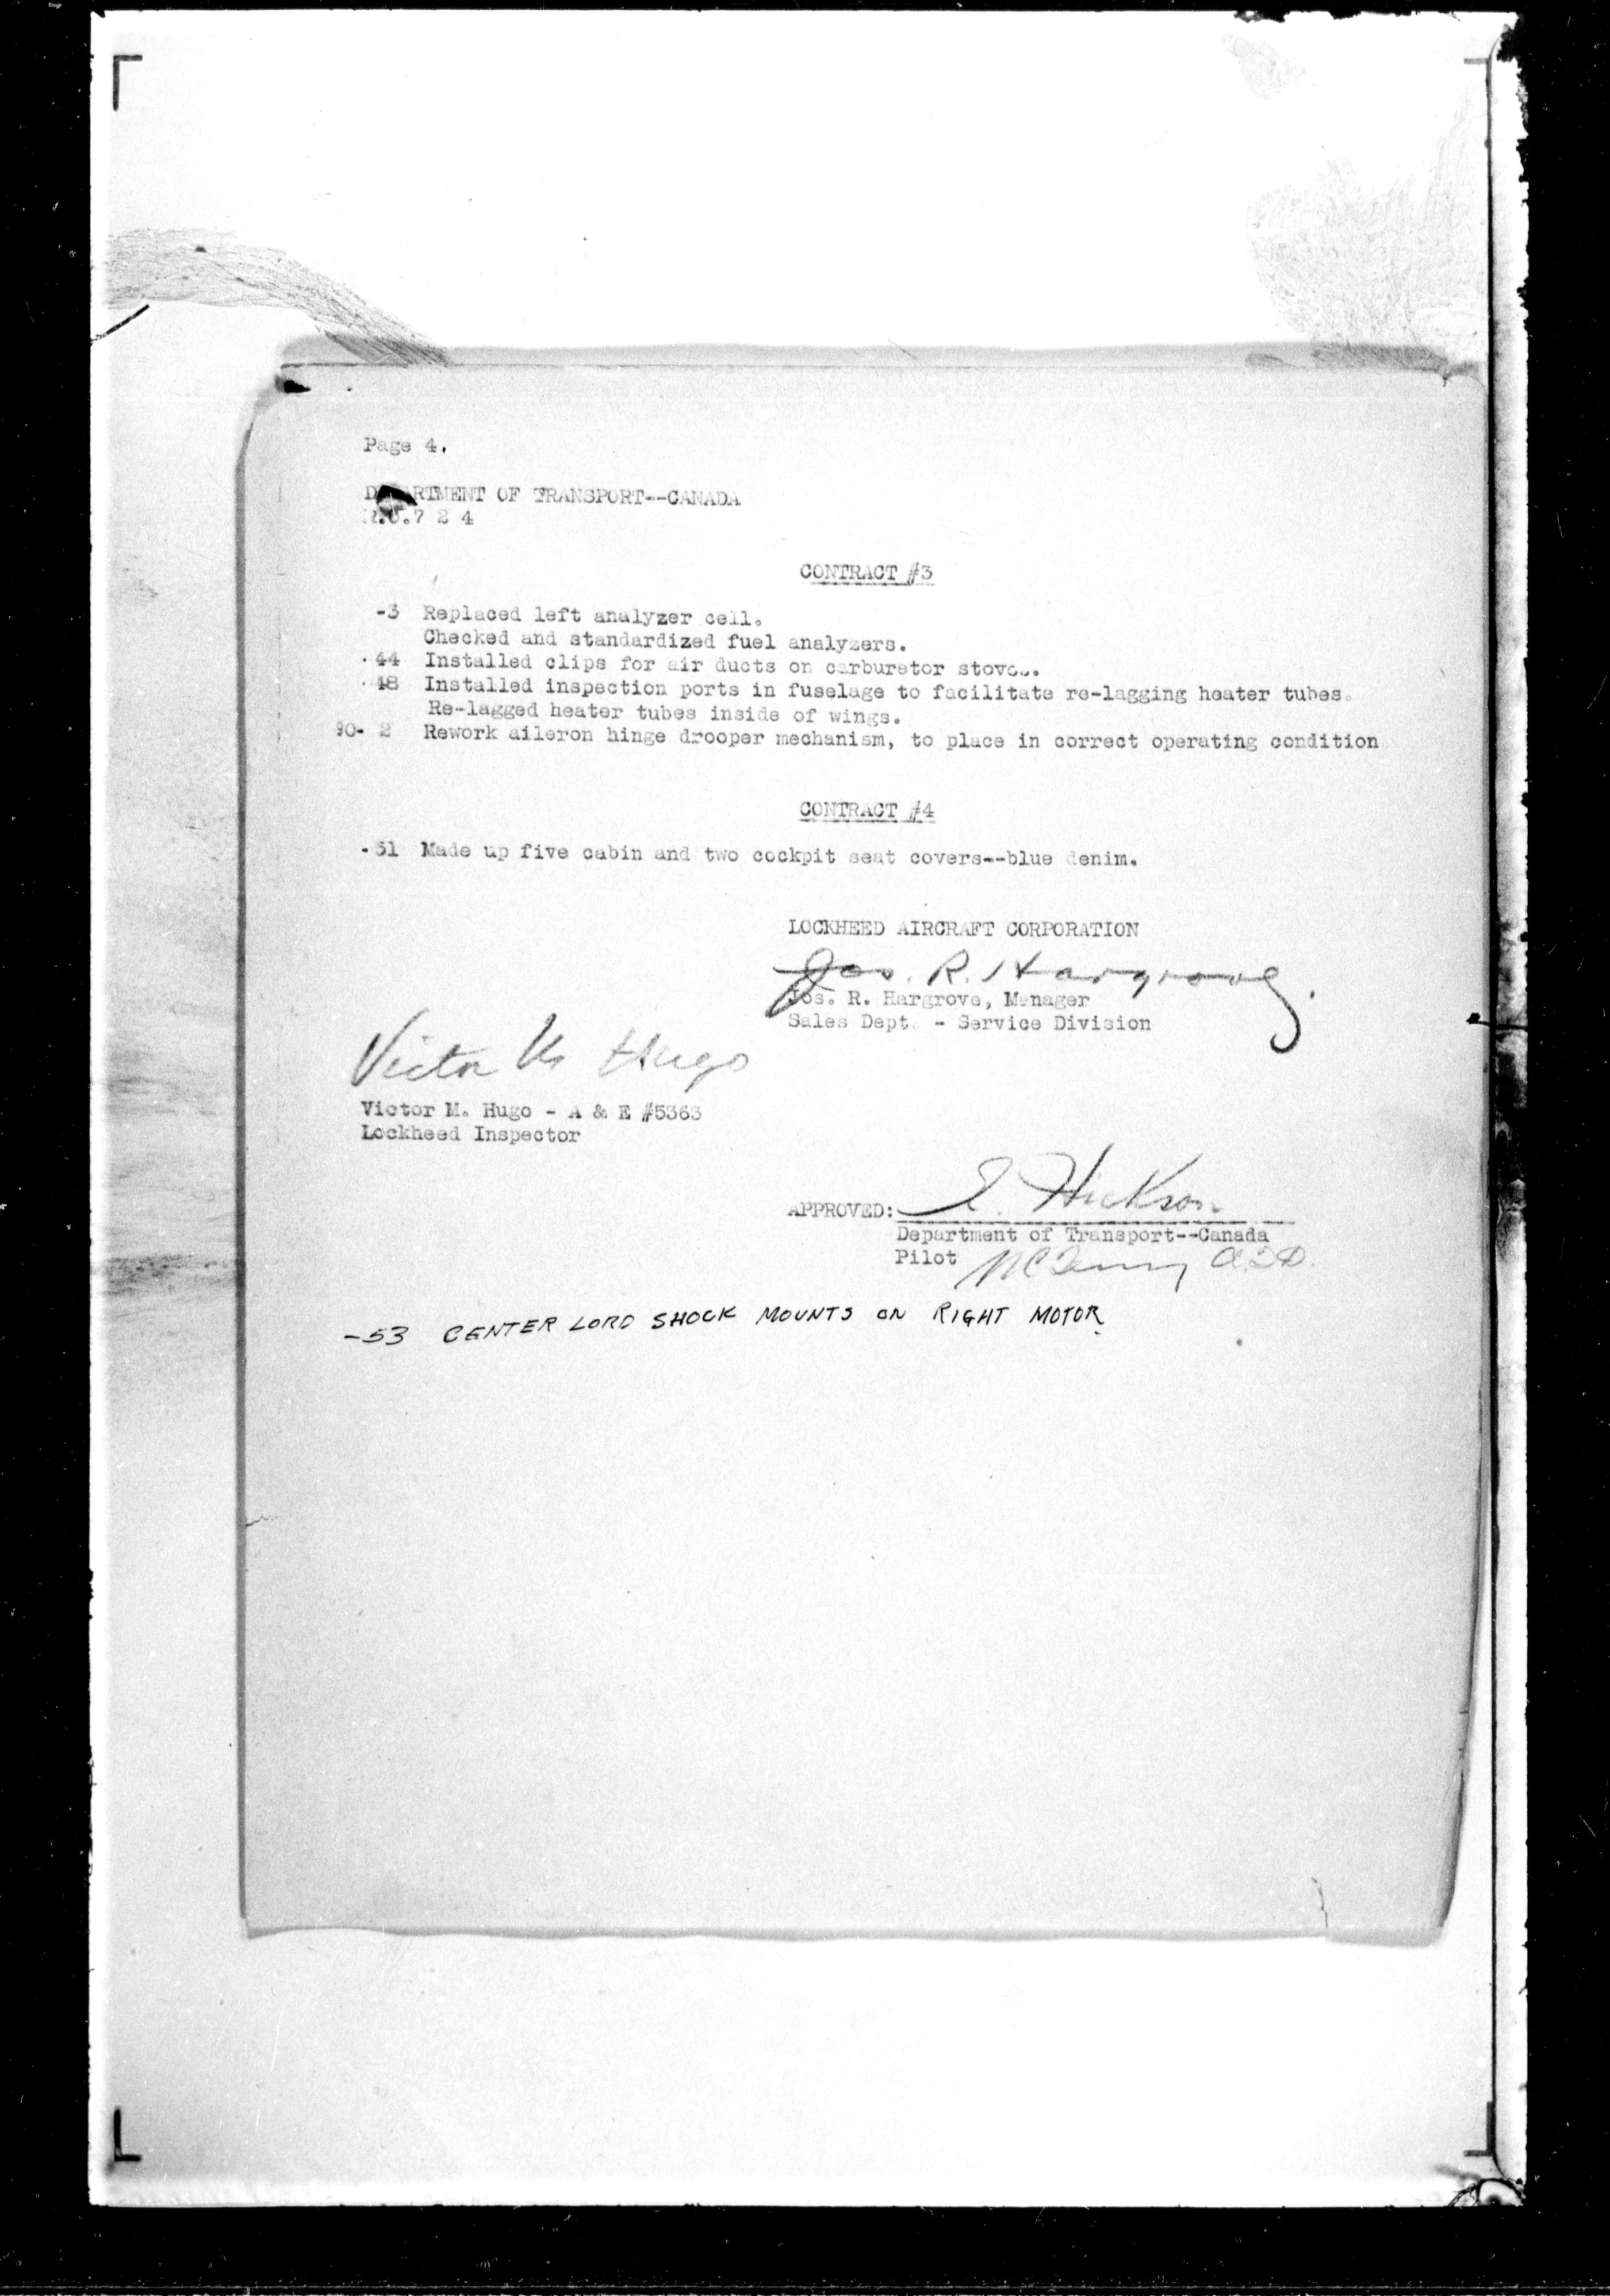 Page 4.
DEPARTMENT OF TRANSPORT--CANADA
R.O.7 2 4
CONTRACT #3
-3 Replaced left analyzer cell.
Checked and standardized fuel analyzers.
-44 Installed clips for air ducts on carburetor stoves.
-48 Installed inspection ports in fuselage to facilitate re-lagging heater tubes.
Re-lagged heater tubes inside of wings.
90- 2 Rework aileron hinge drooper mechanism, to place in correct operating condition
CONTRACT #4
-51 Made up five cabin and two cockpit seat covers--blue denim.
LOCKHEED AIRCRAFT CORPORATION
Jos. R. Hargrove.
Jos. R. Hargrove, Manager
Sales Dept. - Service Division
Victor M Hugo
Victor M. Hugo - A & E #5363
Lockheed Inspector
APPROVED: E. Hickson
Department of Transport--Canada
Pilot
-53 CENTER LORD SHOCK MOUNTS ON RIGHT MOTOR.